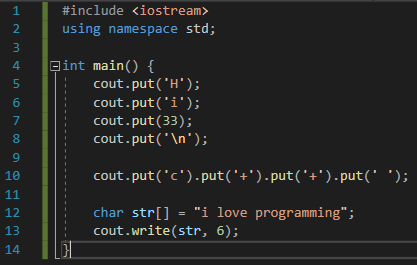 1 #include <iostream>
2 using namespace std;
3
4 int main() {
5 cout.put('H');
6 cout.put('i');
7 cout.put(33);
8 cout.put('\n');
9
10 cout.put('c').put('+').put('+').put(' ');
11
12 char str[] = "i love programming";
13 cout.write(str, 6);
14 }